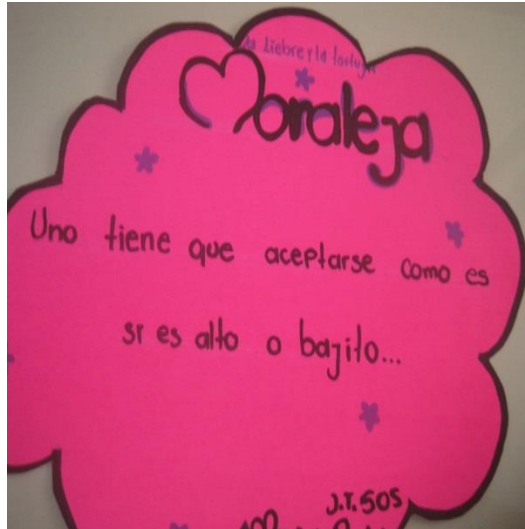 la liebre y la tortuga
Moraleja
Uno tiene que aceptarse como es
si es alto o bajito...
J.T. 505